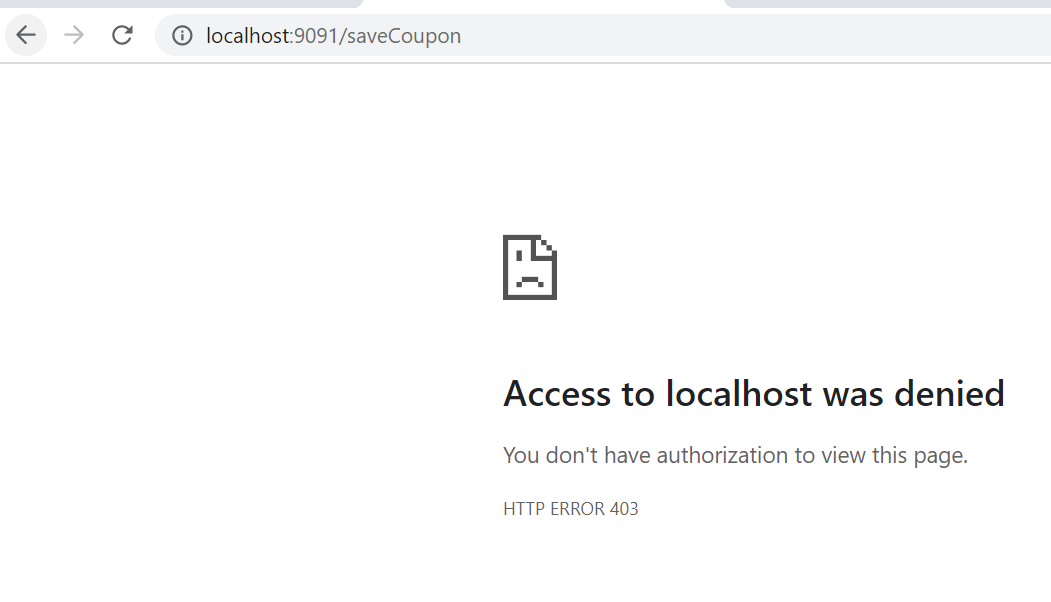 localhost:9091/saveCoupon
Access to localhost was denied
You don't have authorization to view this page.
HTTP ERROR 403